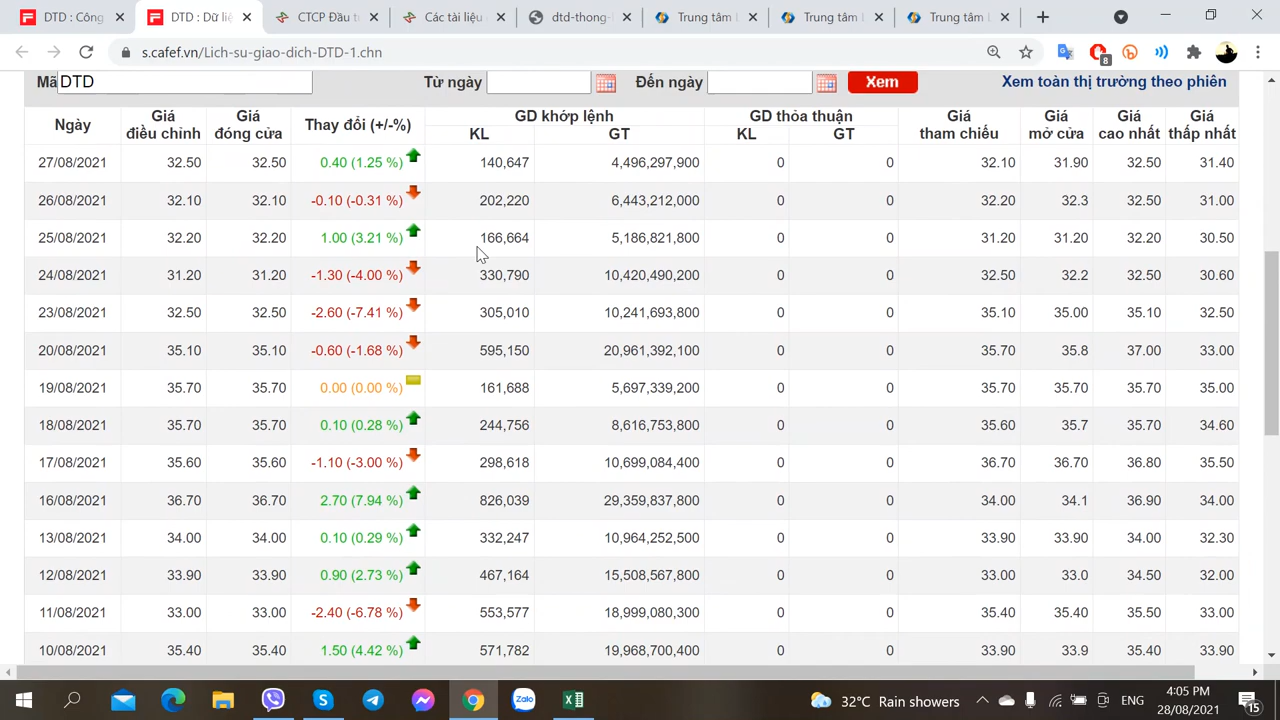 DTD : Công
DTD : Dữ liệ
CTCP Đầu t
Các tài liệu
dtd-thong-
Trung tâm
Trung tâm
Trung tâm L
s.cafef.vn/Lich-su-giao-dich-DTD-1.chn
8
Mã DTD Từ ngày Đến ngày Xem Xem toàn thị trường theo phiên
Ngày Giá điều chỉnh Giá đóng cửa Thay đổi (+/-%) GD khớp lệnh KL GT GD thỏa thuận KL GT Giá tham chiếu Giá mở cửa Giá cao nhất Giá thấp nhất
27/08/2021 32.50 32.50 0.40 (1.25 %) 140,647 4,496,297,900 0 0 32.10 31.90 32.50 31.40
26/08/2021 32.10 32.10 -0.10 (-0.31 %) 202,220 6,443,212,000 0 0 32.20 32.3 32.50 31.00
25/08/2021 32.20 32.20 1.00 (3.21 %) 166,664 5,186,821,800 0 0 31.20 31.20 32.20 30.50
24/08/2021 31.20 31.20 -1.30 (-4.00 %) 330,790 10,420,490,200 0 0 32.50 32.2 32.50 30.60
23/08/2021 32.50 32.50 -2.60 (-7.41 %) 305,010 10,241,693,800 0 0 35.10 35.00 35.10 32.50
20/08/2021 35.10 35.10 -0.60 (-1.68 %) 595,150 20,961,392,100 0 0 35.70 35.8 37.00 33.00
19/08/2021 35.70 35.70 0.00 (0.00 %) 161,688 5,697,339,200 0 0 35.70 35.70 35.70 35.00
18/08/2021 35.70 35.70 0.10 (0.28 %) 244,756 8,616,753,800 0 0 35.60 35.7 35.70 34.60
17/08/2021 35.60 35.60 -1.10 (-3.00 %) 298,618 10,699,084,400 0 0 36.70 36.70 36.80 35.50
16/08/2021 36.70 36.70 2.70 (7.94 %) 826,039 29,359,837,800 0 0 34.00 34.1 36.90 34.00
13/08/2021 34.00 34.00 0.10 (0.29 %) 332,247 10,964,252,500 0 0 33.90 33.90 34.00 32.30
12/08/2021 33.90 33.90 0.90 (2.73 %) 467,164 15,508,567,800 0 0 33.00 33.0 34.50 32.00
11/08/2021 33.00 33.00 -2.40 (-6.78 %) 553,577 18,999,080,300 0 0 35.40 35.40 35.50 33.00
10/08/2021 35.40 35.40 1.50 (4.42 %) 571,782 19,968,700,400 0 0 33.90 33.9 35.40 33.90
Zalo
32°C Rain showers
ENG
4:05 PM
28/08/2021
15